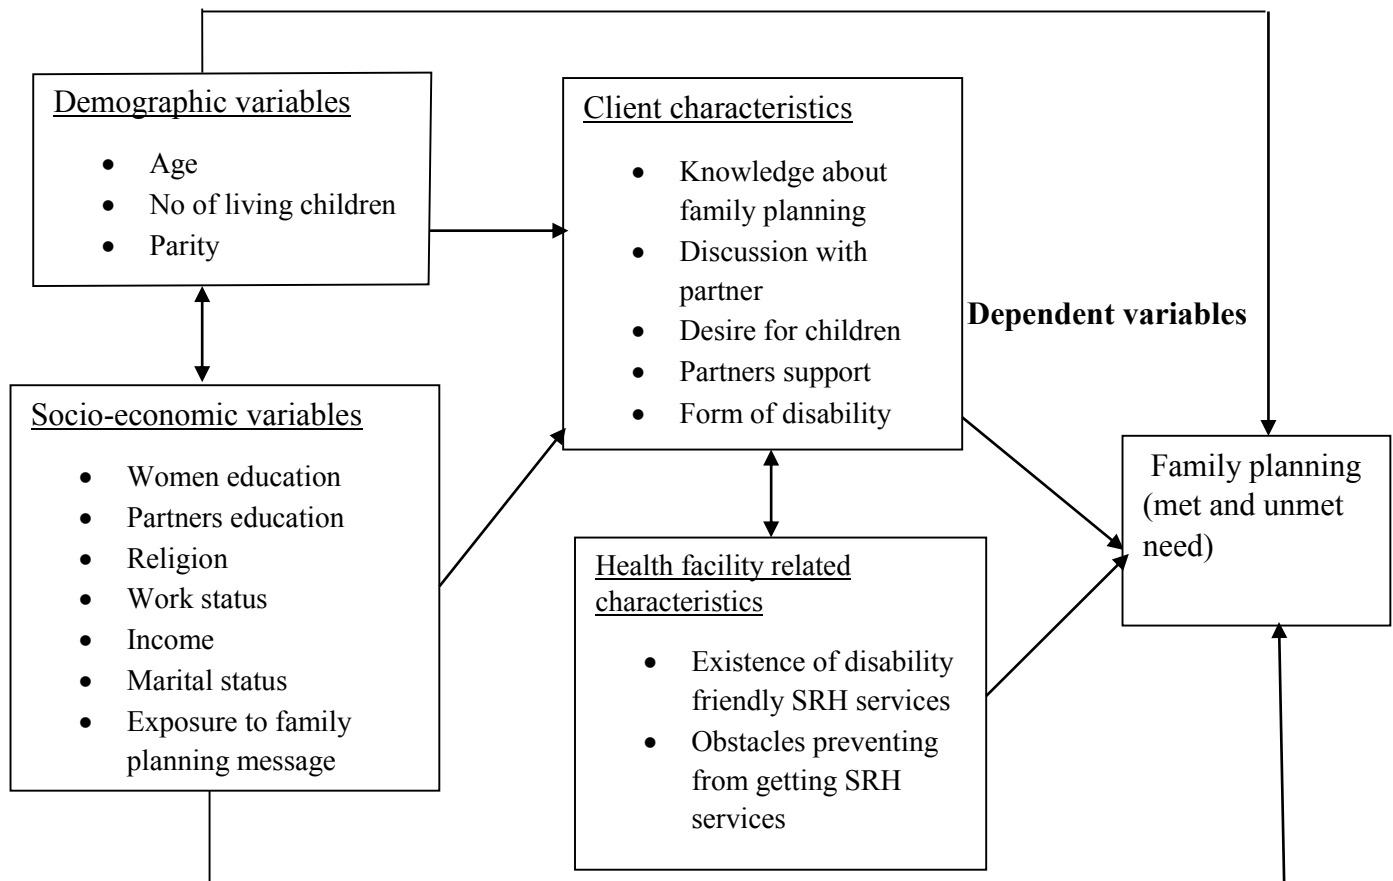 Demographic variables
• Age
• No of living children
• Parity
Socio-economic variables
• Women education
• Partners education
• Religion
• Work status
• Income
• Marital status
• Exposure to family
planning message
Client characteristics
• Knowledge about
family planning
• Discussion with
partner
• Desire for children
• Partners support
• Form of disability
Health facility related
characteristics
• Existence of disability
friendly SRH services
• Obstacles preventing
from getting SRH
services
Dependent variables
Family planning
(met and unmet
need)